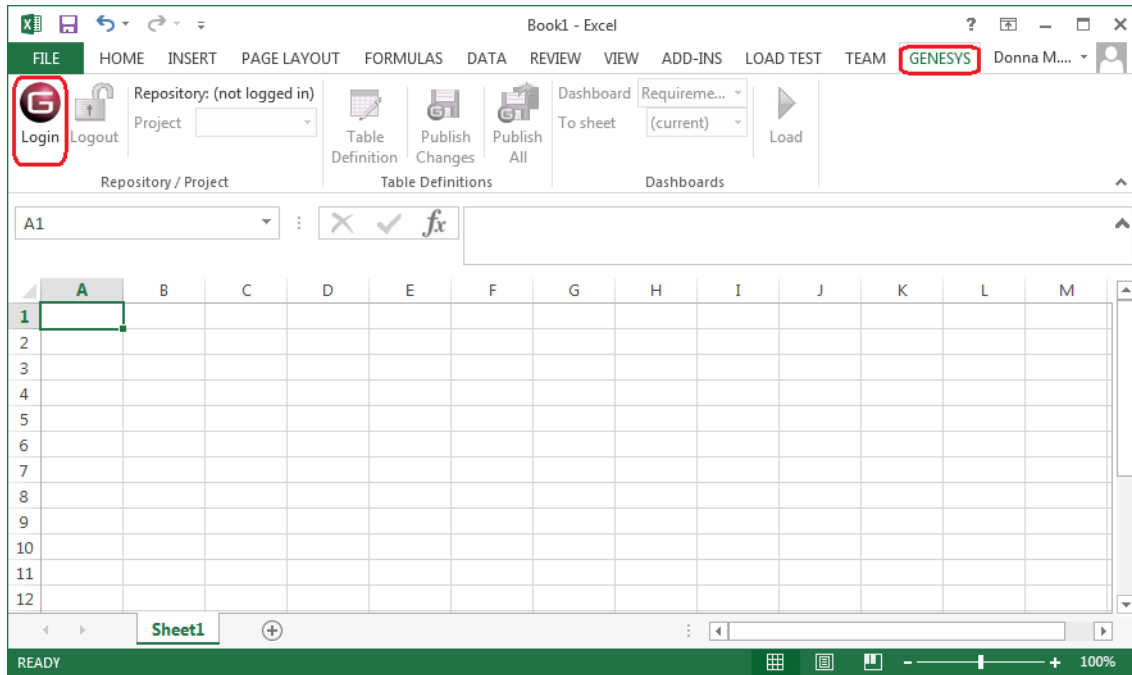 Book1 - Excel
?
FILE HOME INSERT PAGE LAYOUT FORMULAS DATA REVIEW VIEW ADD-INS LOAD TEST TEAM GENESYS Donna M....
Repository: (not logged in)
Project
Login Logout
Table Definition
Publish Changes
Publish All
Dashboard Requireme...
To sheet (current)
Load
Repository / Project
Table Definitions
Dashboards
A1
fx
A B C D E F G H I J K L M
1
2
3
4
5
6
7
8
9
10
11
12
Sheet1
READY
100%